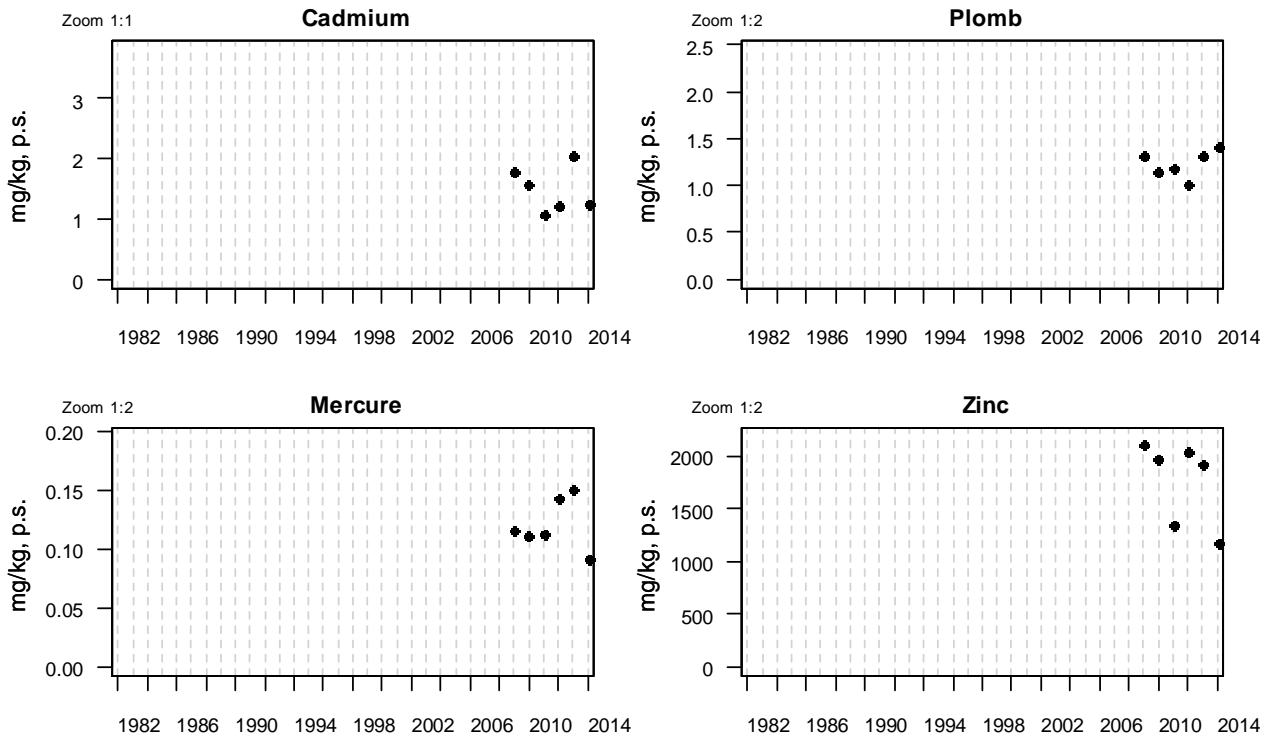 Zoom 1:1
Cadmium
mg/kg, p.s.
3
2
1
0
1982 1986 1990 1994 1998 2002 2006 2010 2014
Zoom 1:2
Plomb
mg/kg, p.s.
2.5
2.0
1.5
1.0
0.5
0.0
1982 1986 1990 1994 1998 2002 2006 2010 2014
Zoom 1:2
Mercure
mg/kg, p.s.
0.20
0.15
0.10
0.05
0.00
1982 1986 1990 1994 1998 2002 2006 2010 2014
Zoom 1:2
Zinc
mg/kg, p.s.
2000
1500
1000
500
0
1982 1986 1990 1994 1998 2002 2006 2010 2014